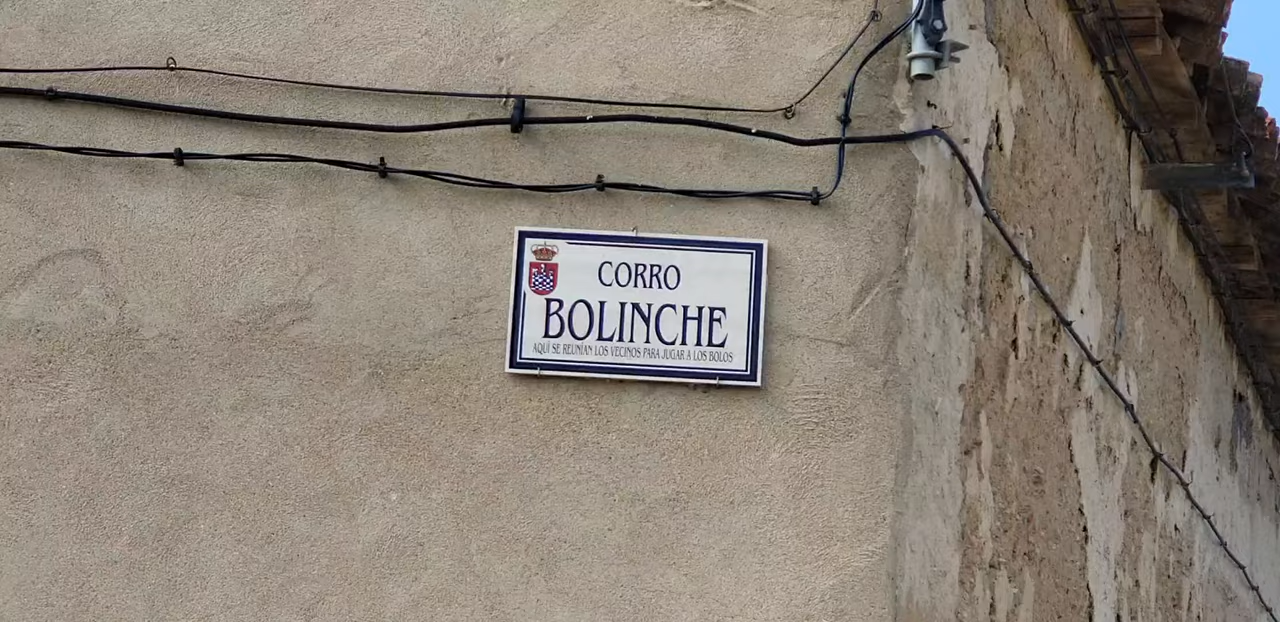 CORRO
BOLINCHE
AQUÍ SE REUNÍAN LOS VECINOS PARA JUGAR A LOS BOLOS